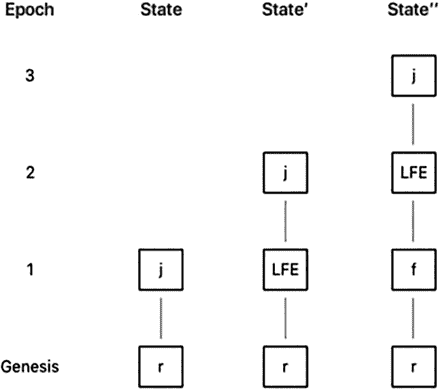 Epoch State State′ State′′
3 j
2 j LFE
1 j LFE f
Genesis r r r